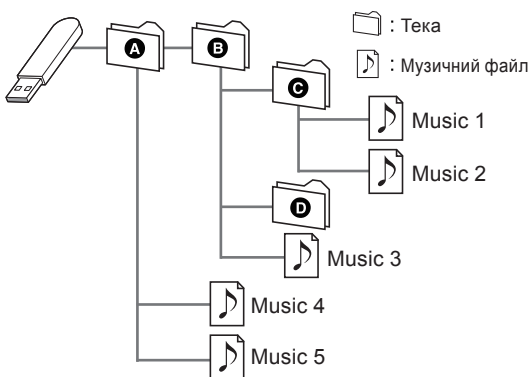 A B : Тека
: Музичний файл
C
Music 1
Music 2
D
Music 3
Music 4
Music 5